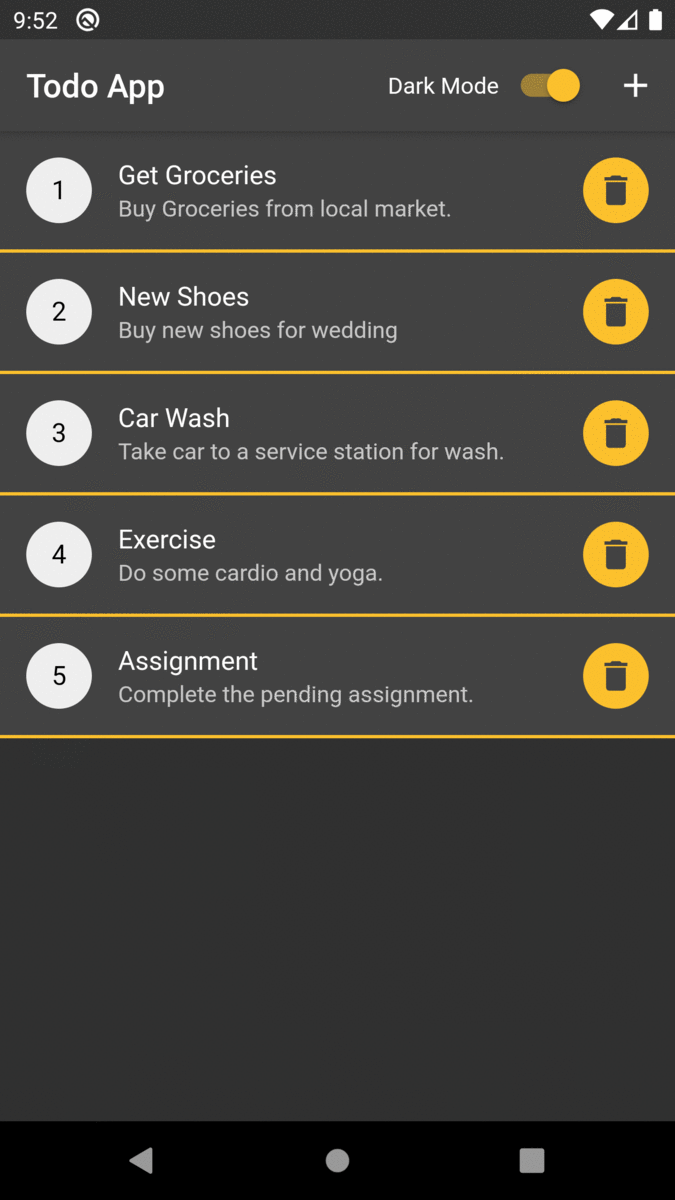 9:52
Todo App Dark Mode
1
Get Groceries
Buy Groceries from local market.
2
New Shoes
Buy new shoes for wedding
3
Car Wash
Take car to a service station for wash.
4
Exercise
Do some cardio and yoga.
5
Assignment
Complete the pending assignment.